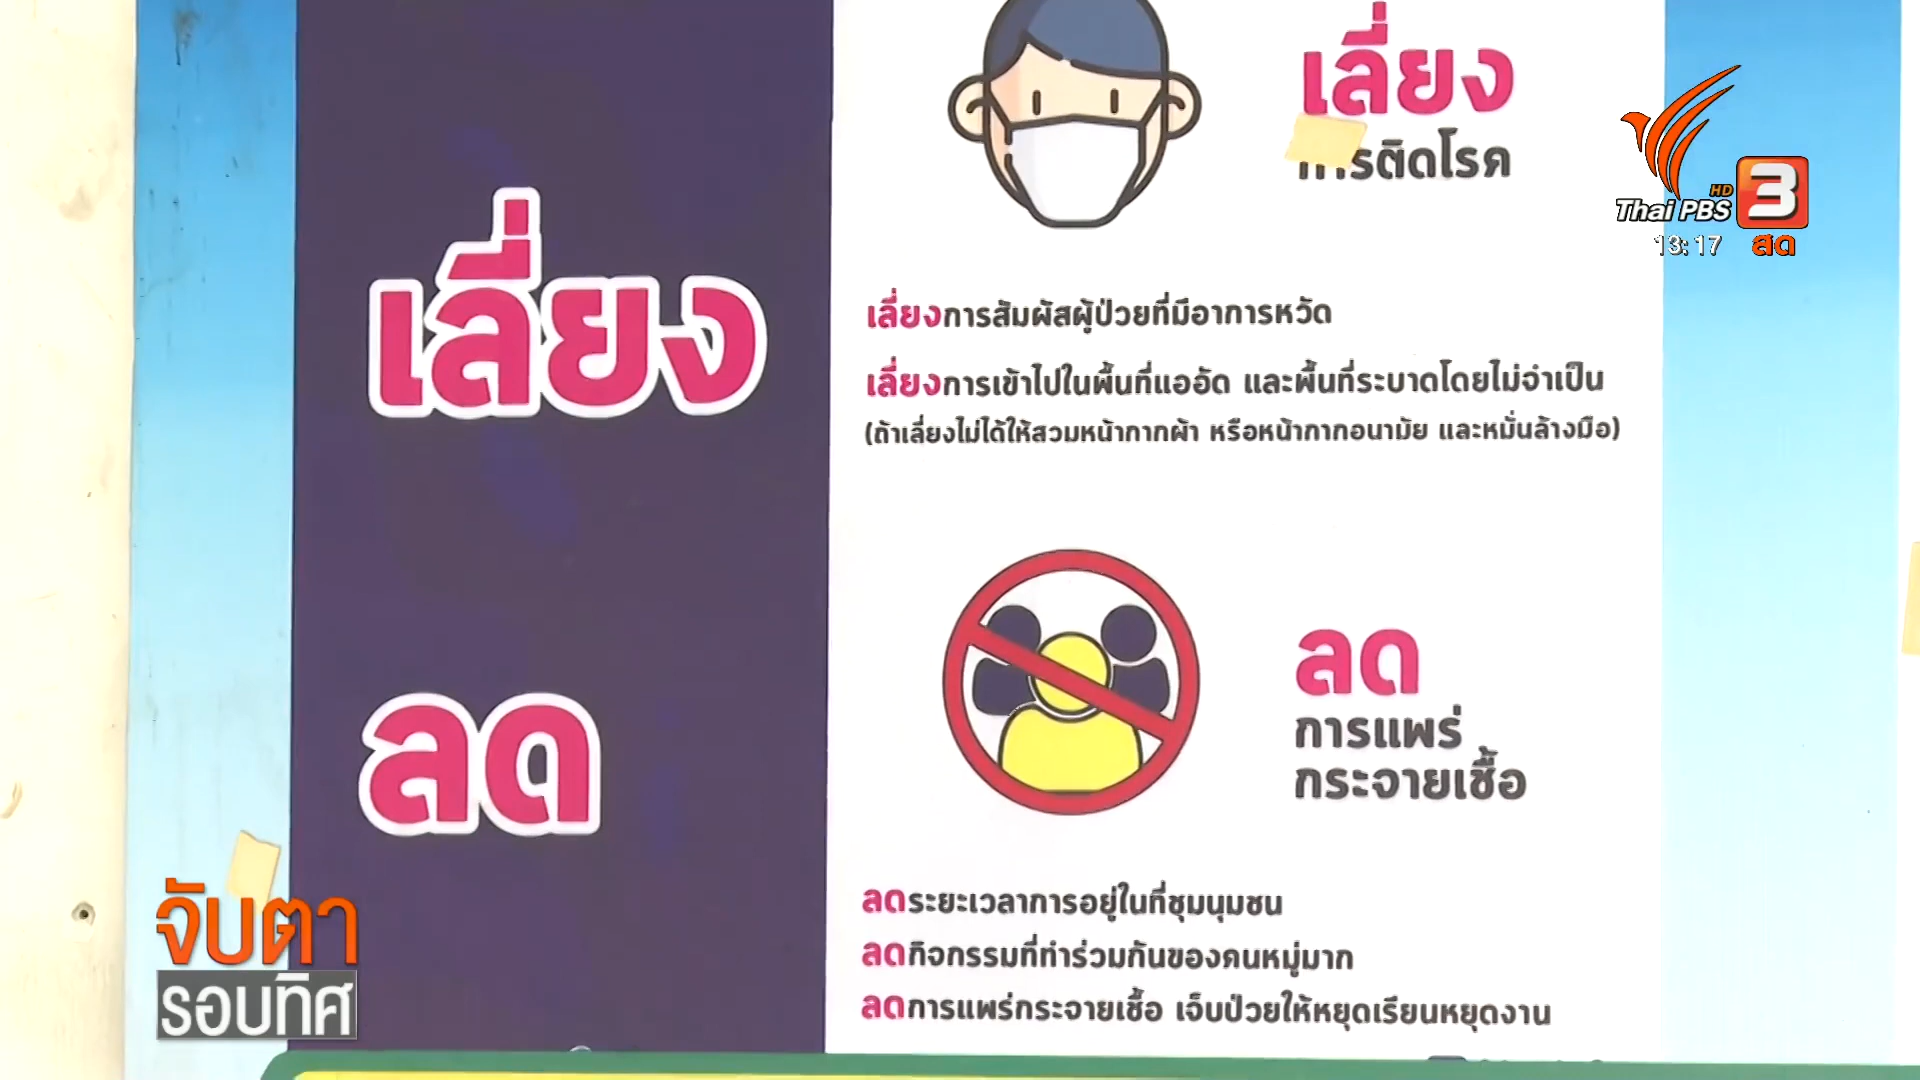 เลี่ยง
เลี่ยง
การติดโรค
เลี่ยงการสัมผัสผู้ป่วยที่มีอาการหวัด
เลี่ยงการเข้าไปในพื้นที่แออัด และพื้นที่ระบาดโดยไม่จำเป็น
(ถ้าเลี่ยงไม่ได้ให้สวมหน้ากากผ้า หรือหน้ากากอนามัย และหมั่นล้างมือ)
ลด
ลด
การแพร่
กระจายเชื้อ
ลดระยะเวลาการอยู่ในที่ชุมนุมชน
ลดกิจกรรมที่ทำร่วมกันของคนหมู่มาก
ลดการแพร่กระจายเชื้อ เจ็บป่วยให้หยุดเรียนหยุดงาน
HD
Thai PBS 3
13:17 สด
จับตา
รอบทิศ